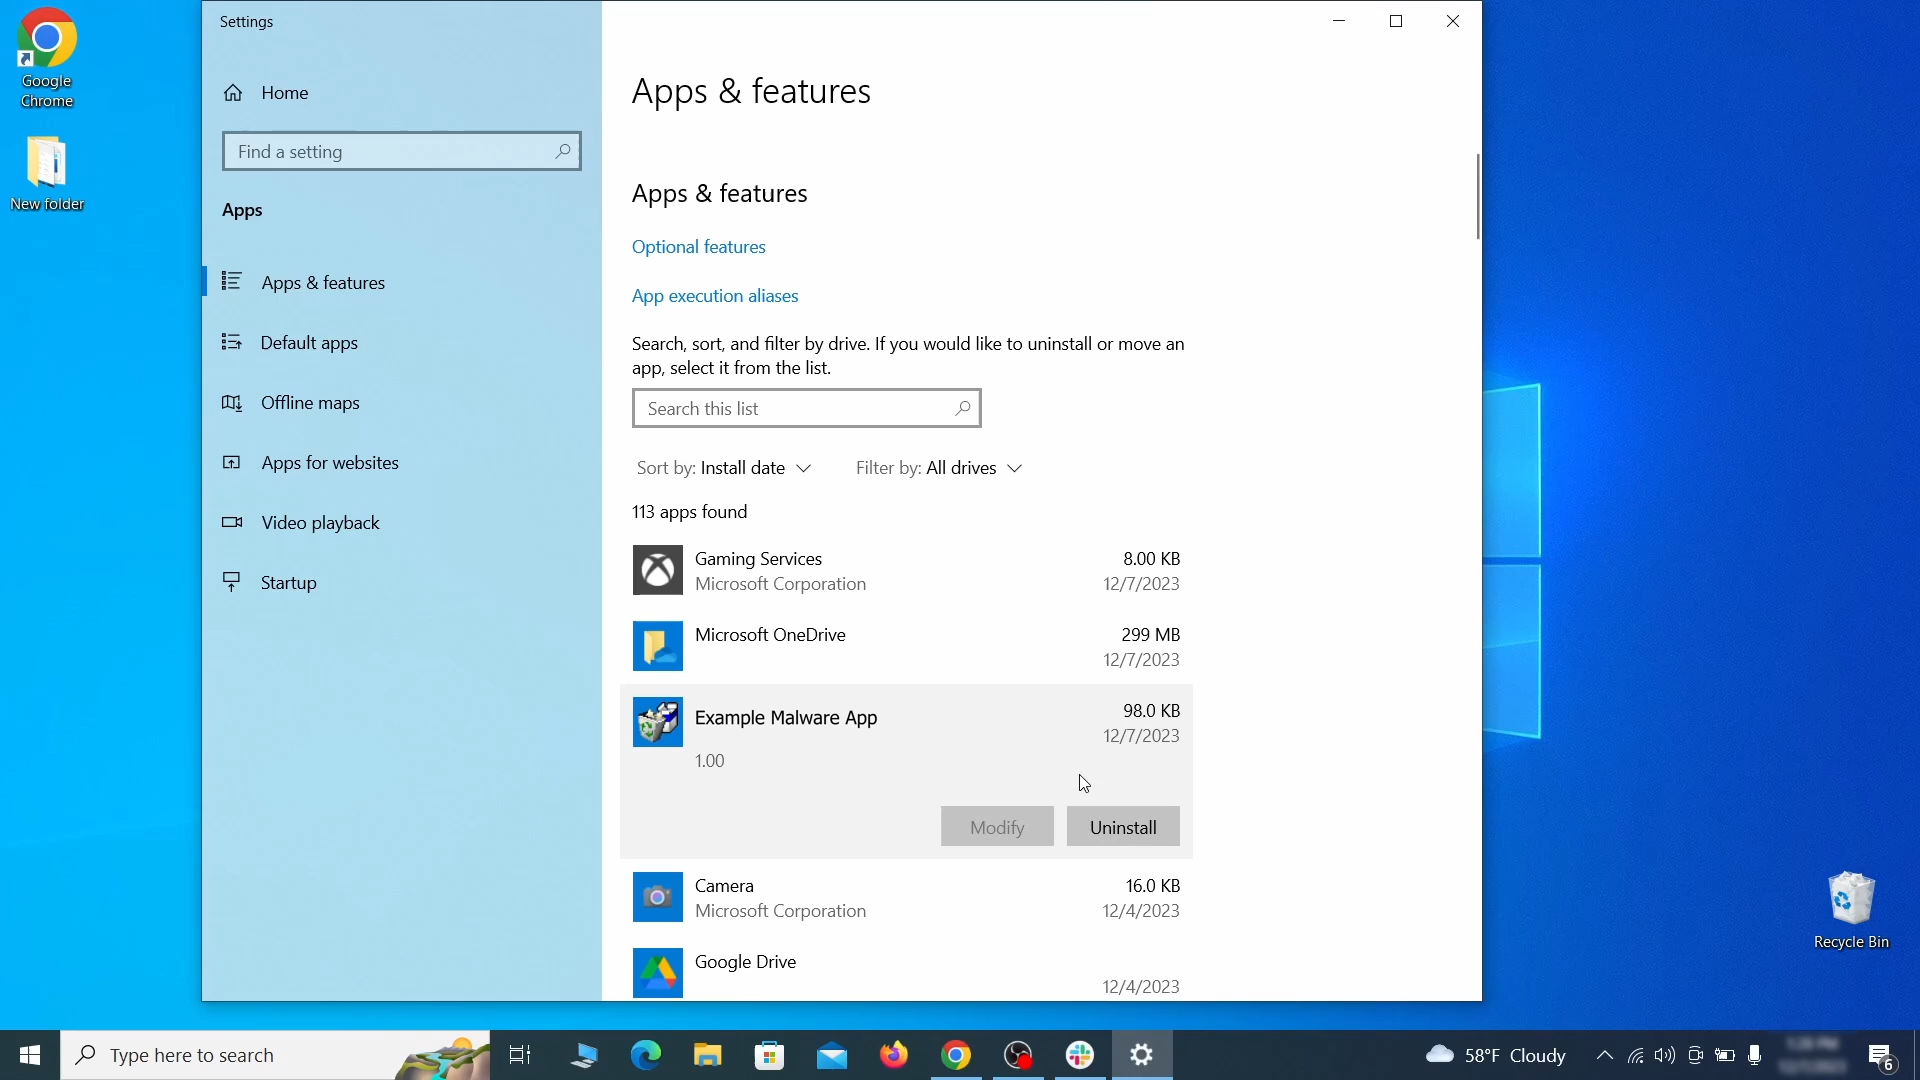 Google
Chrome
New folder
Settings
Home
Find a setting
Apps
Apps & features
Default apps
Offline maps
Apps for websites
Video playback
Startup
Apps & features
Apps & features
Optional features
App execution aliases
Search, sort, and filter by drive. If you would like to uninstall or move an
app, select it from the list.
Search this list
Sort by: Install date
Filter by: All drives
113 apps found
Gaming Services
8.00 KB
Microsoft Corporation
12/7/2023
Microsoft OneDrive
299 MB
12/7/2023
Example Malware App
98.0 KB
12/7/2023
1.00
Modify
Uninstall
Camera
16.0 KB
Microsoft Corporation
12/4/2023
Google Drive
12/4/2023
Recycle Bin
Type here to search
58°F Cloudy
6